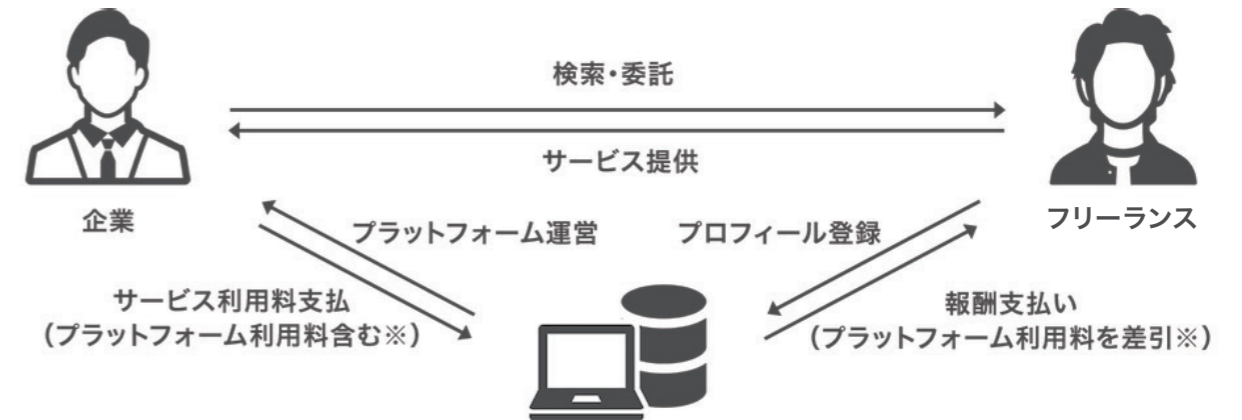 検索・委託
サービス提供
企業
フリーランス
プラットフォーム運営
プロフィール登録
サービス利用料支払
（プラットフォーム利用料含む※）
報酬支払い
（プラットフォーム利用料を差引※）